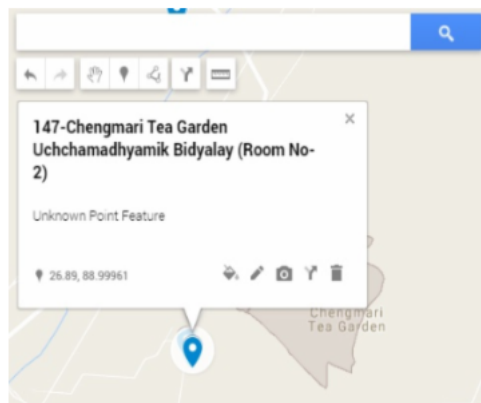 147-Chengmari Tea Garden
Uchchamadhyamik Bidyalay (Room No-
2)
Unknown Point Feature
26.89, 88.99961
Chengmari
Tea Garden